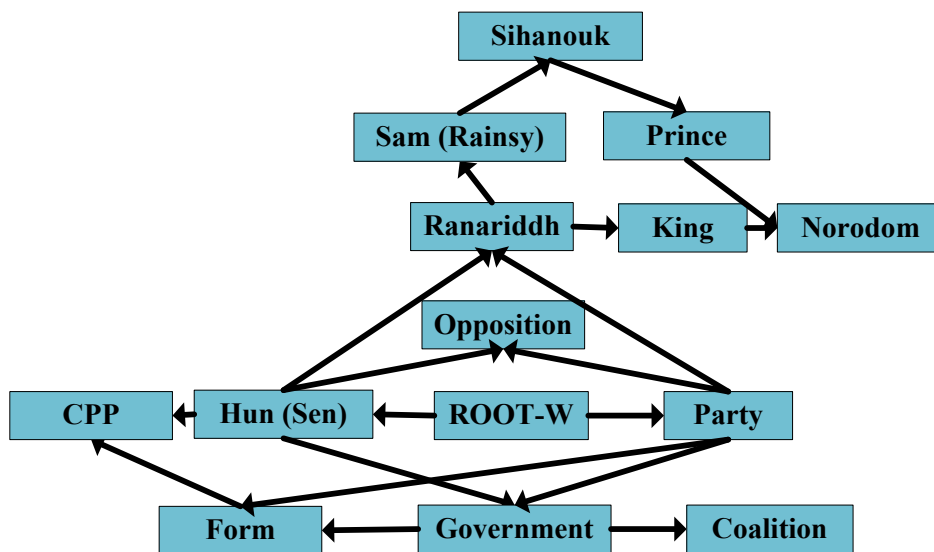 Sihanouk
Sam (Rainsy)
Prince
Ranariddh
King
Norodom
Opposition
CPP
Hun (Sen)
ROOT-W
Party
Form
Government
Coalition